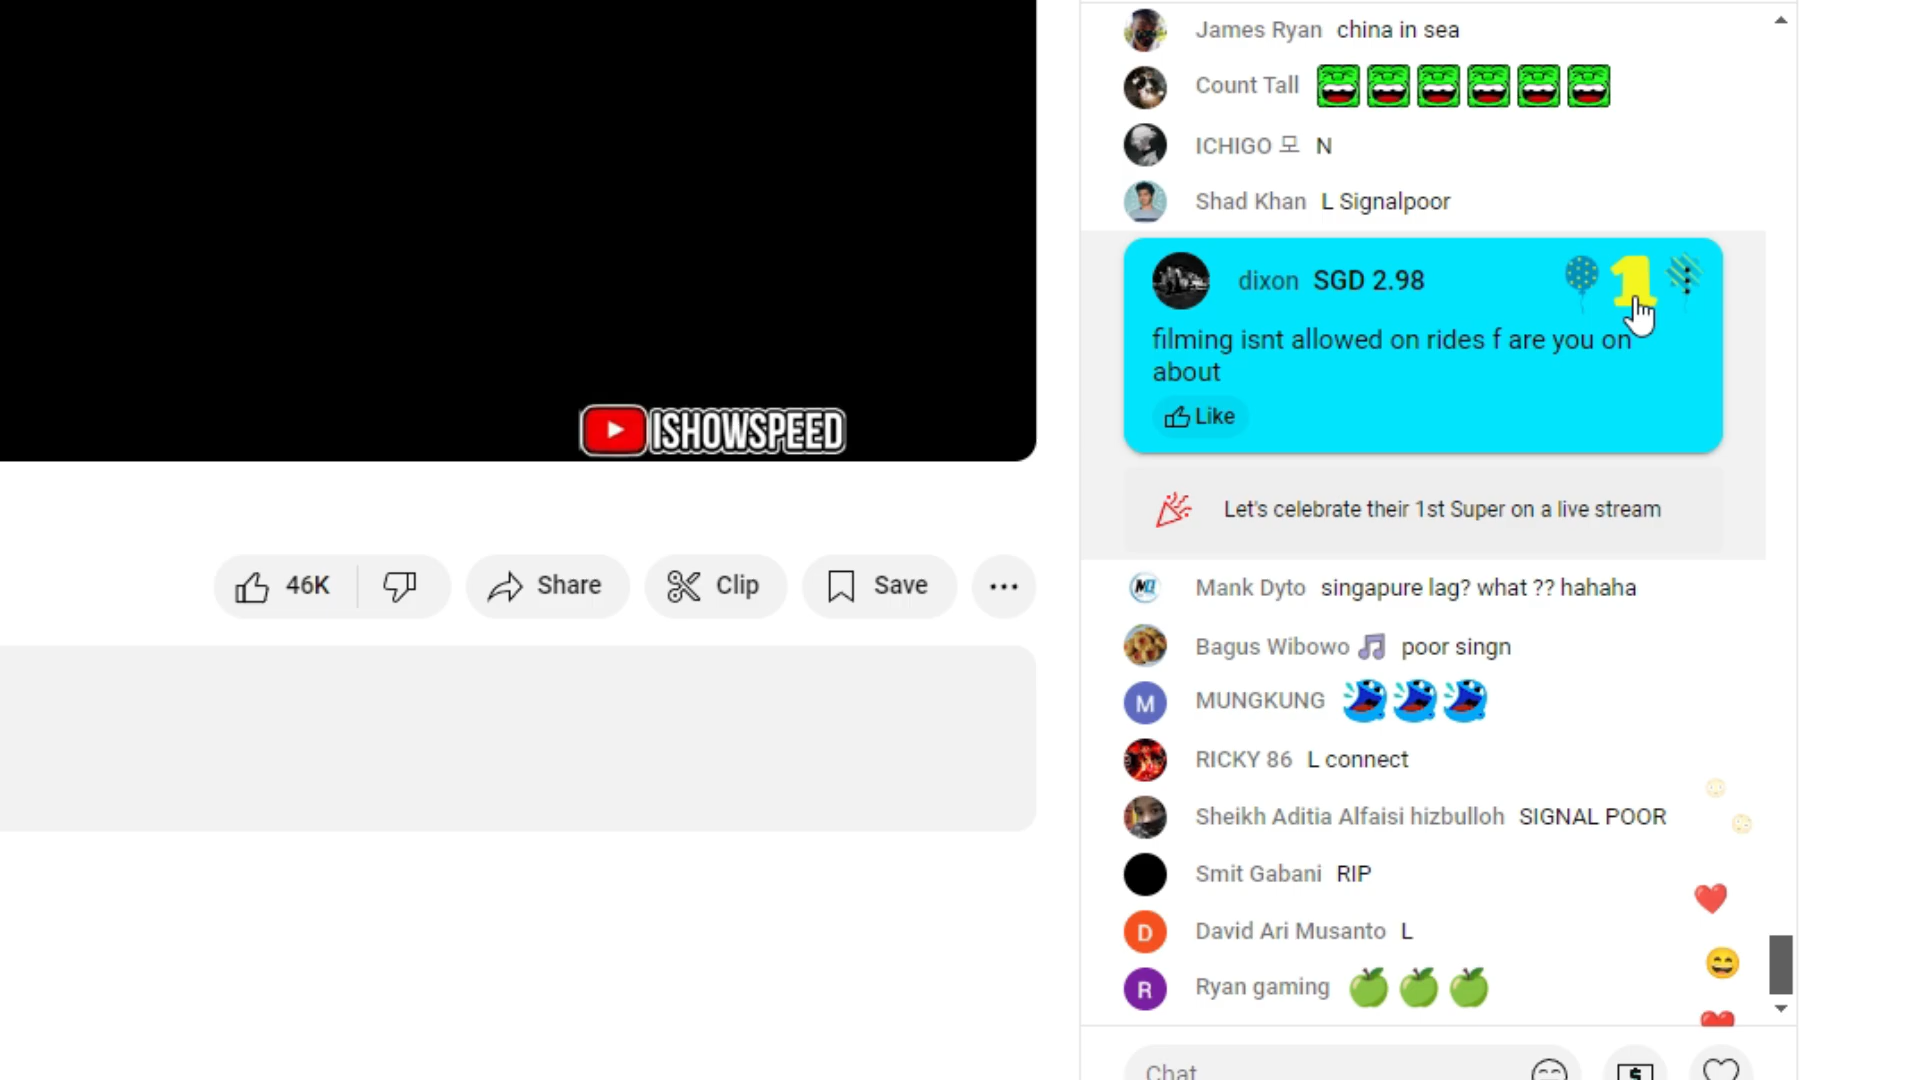 James Ryan china in sea
Count Tall
ICHIGO 모 N
Shad Khan L Signalpoor
dixon SGD 2.98
1
filming isnt allowed on rides f are you on
about
Like
Let's celebrate their 1st Super on a live stream
Mank Dyto singapure lag? what ?? hahaha
Bagus Wibowo 🎵 poor singn
M MUNGKUNG
RICKY 86 L connect
Sheikh Aditia Alfaisi hizbulloh SIGNAL POOR
Smit Gabani RIP
D David Ari Musanto L
R Ryan gaming 🍏🍏🍏
Chat
ISHOWSPEED
46K Share Clip Save